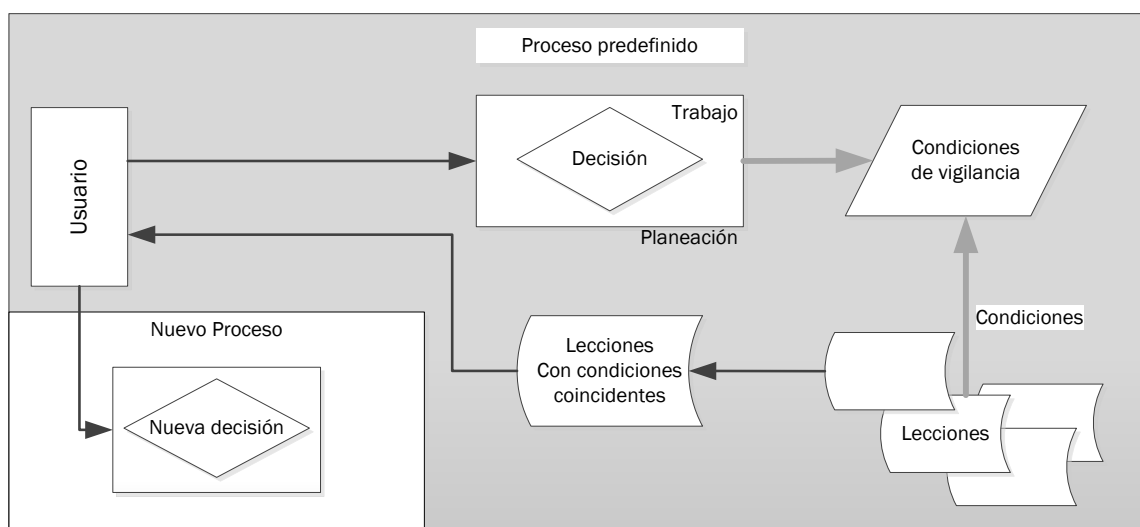 Proceso predefinido
Trabajo
Decisión
Planeación
Condiciones
de vigilancia
Usuario
Condiciones
Nuevo Proceso
Nueva decisión
Lecciones
Con condiciones
coincidentes
Lecciones